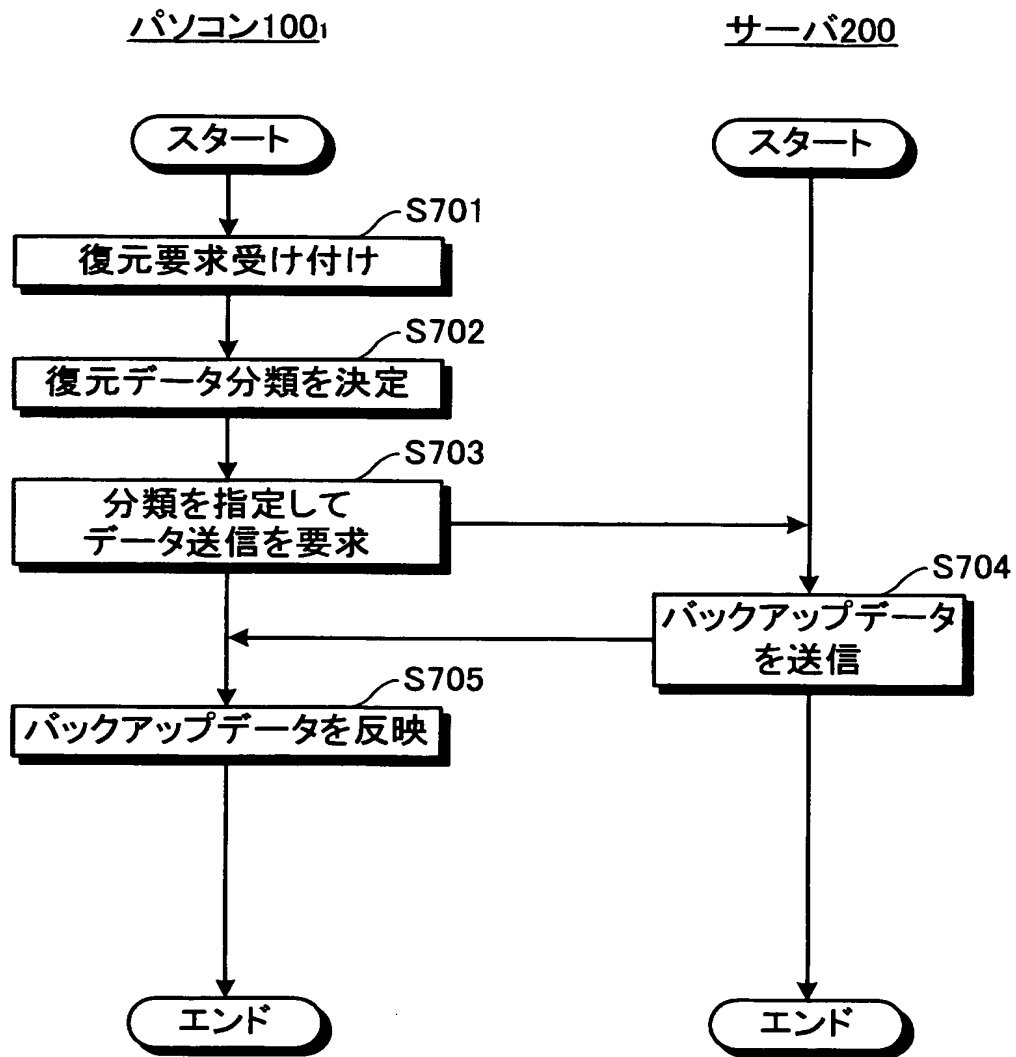 パソコン100₁
サーバ200
スタート
スタート
S701
復元要求受け付け
S702
復元データ分類を決定
S703
分類を指定して
データ送信を要求
S704
バックアップデータ
を送信
S705
バックアップデータを反映
エンド
エンド